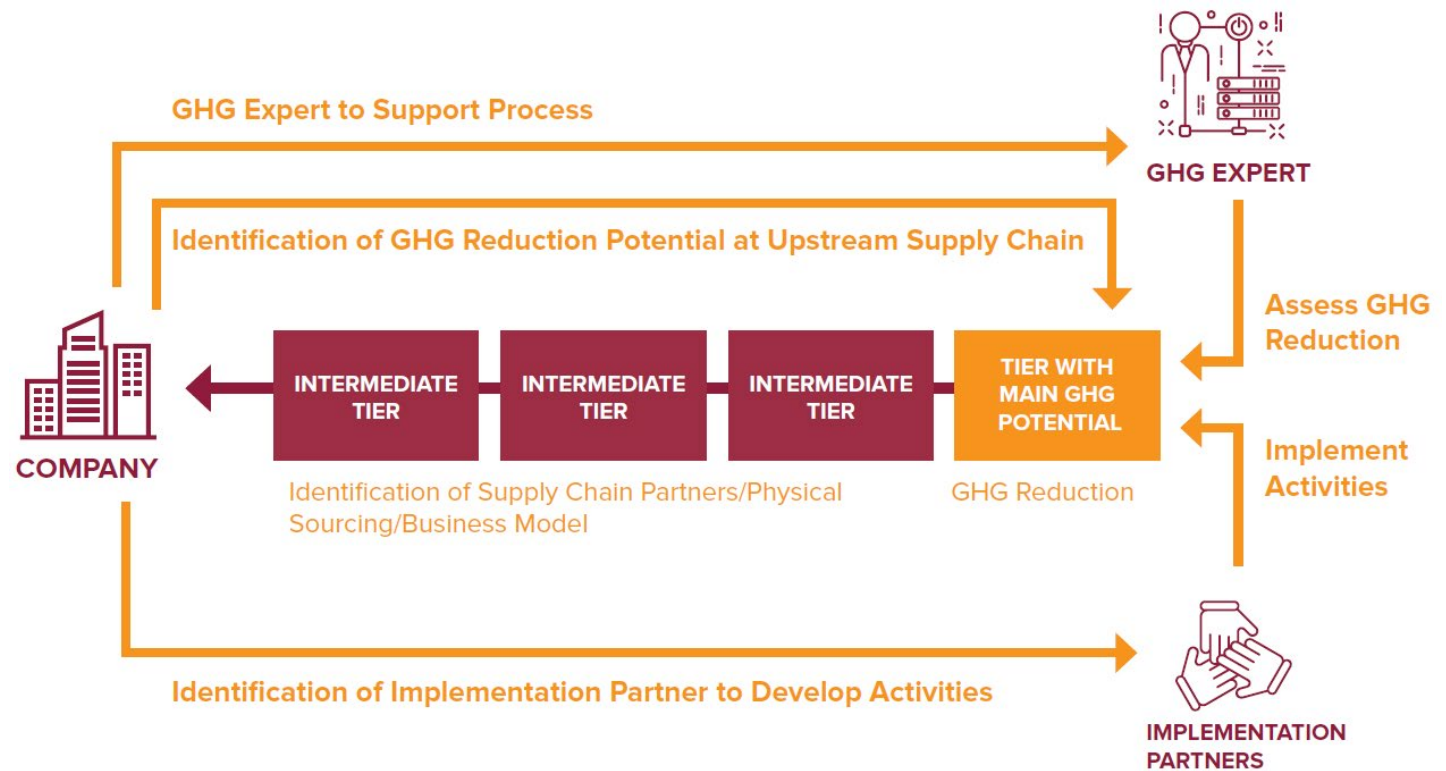 GHG Expert to Support Process
GHG EXPERT
Identification of GHG Reduction Potential at Upstream Supply Chain
Assess GHG
Reduction
COMPANY
INTERMEDIATE
TIER
INTERMEDIATE
TIER
INTERMEDIATE
TIER
TIER WITH
MAIN GHG
POTENTIAL
Identification of Supply Chain Partners/Physical
Sourcing/Business Model
GHG Reduction
Implement
Activities
Identification of Implementation Partner to Develop Activities
IMPLEMENTATION
PARTNERS